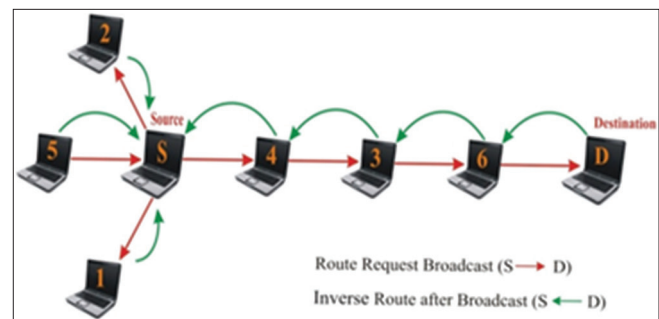 2
Source
Destination
5
S
4
3
6
D
1
Route Request Broadcast (S → D)
Inverse Route after Broadcast (S ← D)